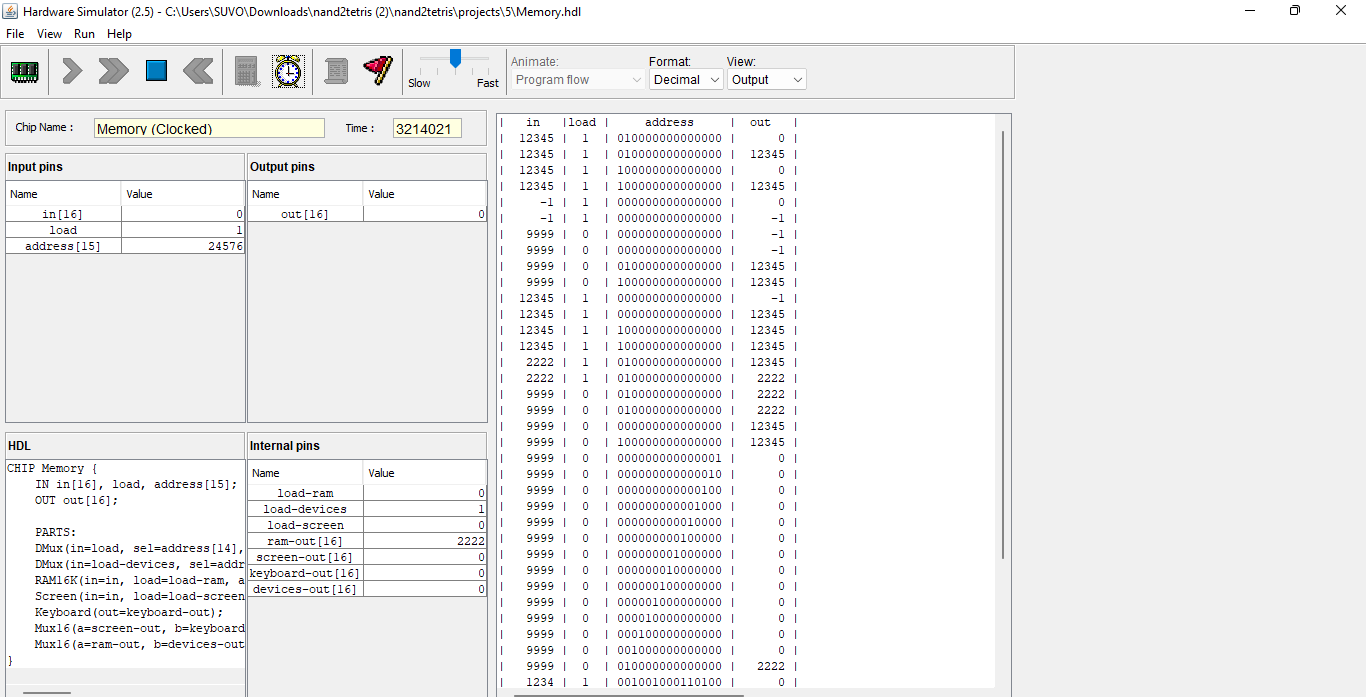 Hardware Simulator (2.5) - C:\Users\SUVO\Downloads\nand2tetris (2)\nand2tetris\projects\5\Memory.hdl
File View Run Help
Slow Fast
Animate: Format: View:
Program flow Decimal Output
Chip Name : Memory (Clocked) Time : 3214021
Input pins
Name Value
in[16] 0
load 1
address[15] 24576
Output pins
Name Value
out[16] 0
HDL
CHIP Memory {
IN in[16], load, address[15];
OUT out[16];
PARTS:
DMux(in=load, sel=address[14],
DMux(in=load-devices, sel=addr
RAM16K(in=in, load=load-ram, a
Screen(in=in, load=load-screen
Keyboard(out=keyboard-out);
Mux16(a=screen-out, b=keyboard
Mux16(a=ram-out, b=devices-out
}
Internal pins
Name Value
load-ram 0
load-devices 1
load-screen 0
ram-out[16] 2222
screen-out[16] 0
keyboard-out[16] 0
devices-out[16] 0
| in |load | address | out |
| 12345 | 1 | 010000000000000 | 0 |
| 12345 | 1 | 010000000000000 | 12345 |
| 12345 | 1 | 100000000000000 | 0 |
| 12345 | 1 | 100000000000000 | 12345 |
| -1 | 1 | 000000000000000 | 0 |
| -1 | 1 | 000000000000000 | -1 |
| 9999 | 0 | 000000000000000 | -1 |
| 9999 | 0 | 000000000000000 | -1 |
| 9999 | 0 | 010000000000000 | 12345 |
| 9999 | 0 | 100000000000000 | 12345 |
| 12345 | 1 | 000000000000000 | -1 |
| 12345 | 1 | 000000000000000 | 12345 |
| 12345 | 1 | 100000000000000 | 12345 |
| 12345 | 1 | 100000000000000 | 12345 |
| 2222 | 1 | 010000000000000 | 12345 |
| 2222 | 1 | 010000000000000 | 2222 |
| 9999 | 0 | 010000000000000 | 2222 |
| 9999 | 0 | 010000000000000 | 2222 |
| 9999 | 0 | 000000000000000 | 12345 |
| 9999 | 0 | 100000000000000 | 12345 |
| 9999 | 0 | 000000000000001 | 0 |
| 9999 | 0 | 000000000000010 | 0 |
| 9999 | 0 | 000000000000100 | 0 |
| 9999 | 0 | 000000000001000 | 0 |
| 9999 | 0 | 000000000010000 | 0 |
| 9999 | 0 | 000000000100000 | 0 |
| 9999 | 0 | 000000001000000 | 0 |
| 9999 | 0 | 000000010000000 | 0 |
| 9999 | 0 | 000000100000000 | 0 |
| 9999 | 0 | 000001000000000 | 0 |
| 9999 | 0 | 000010000000000 | 0 |
| 9999 | 0 | 000100000000000 | 0 |
| 9999 | 0 | 001000000000000 | 0 |
| 9999 | 0 | 010000000000000 | 2222 |
| 1234 | 1 | 001001000110100 | 0 |